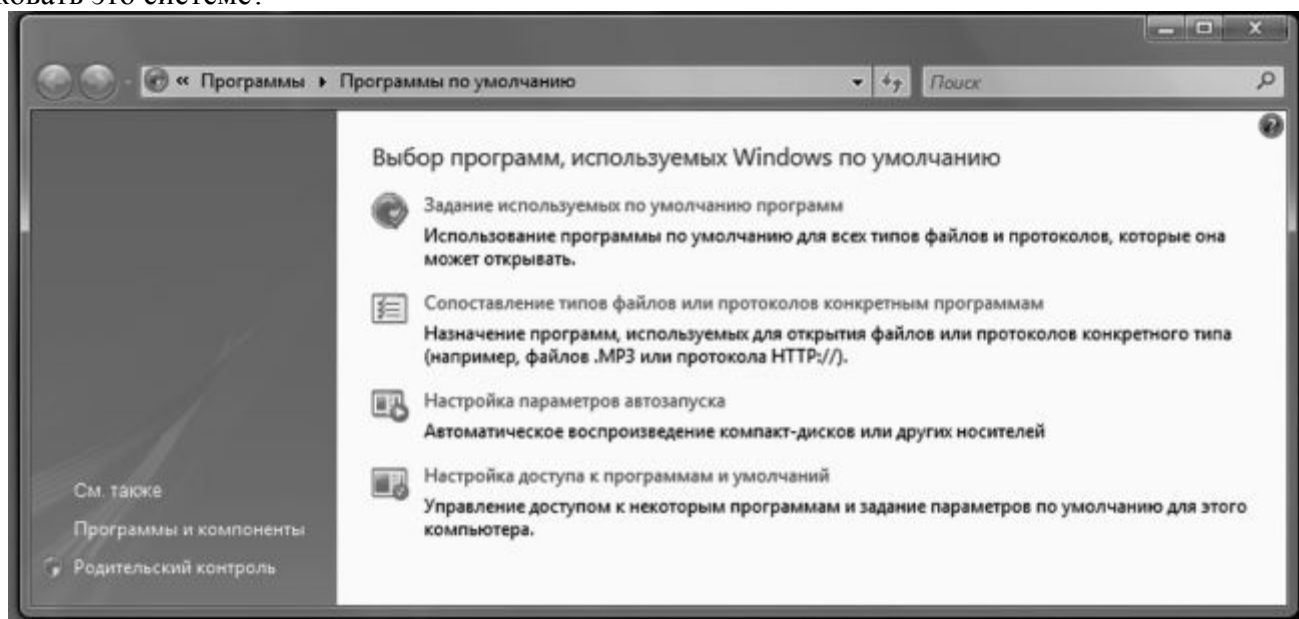 ковать это системе?
« Программы ▸ Программы по умолчанию
Поиск
Выбор программ, используемых Windows по умолчанию
Задание используемых по умолчанию программ
Использование программы по умолчанию для всех типов файлов и протоколов, которые она
может открывать.
Сопоставление типов файлов или протоколов конкретным программам
Назначение программ, используемых для открытия файлов или протоколов конкретного типа
(например, файлов .MP3 или протокола HTTP://).
Настройка параметров автозапуска
Автоматическое воспроизведение компакт-дисков или других носителей
Настройка доступа к программам и умолчаний
Управление доступом к некоторым программам и задание параметров по умолчанию для этого
компьютера.
См. также
Программы и компоненты
Родительский контроль